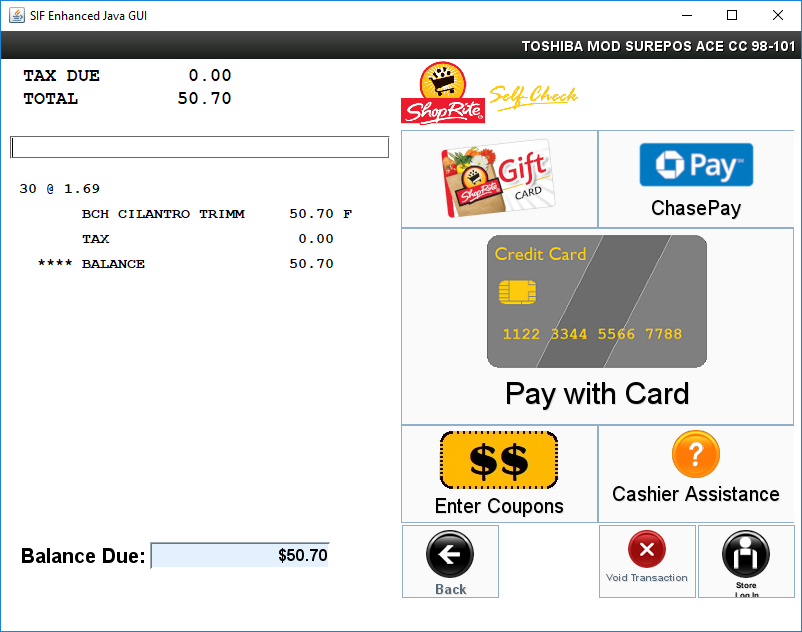 SIF Enhanced Java GUI
TOSHIBA MOD SUREPOS ACE CC 98-101
TAX DUE 0.00
TOTAL 50.70
ShopRite
Self Check
30 @ 1.69
BCH CILANTRO TRIMM 50.70 F
TAX 0.00
**** BALANCE 50.70
Balance Due: $50.70
ShopRite
Gift
CARD
Pay
ChasePay
Credit Card
1122 3344 5566 7788
Pay with Card
$$
Enter Coupons
?
Cashier Assistance
Back
Void Transaction
Store
Log In